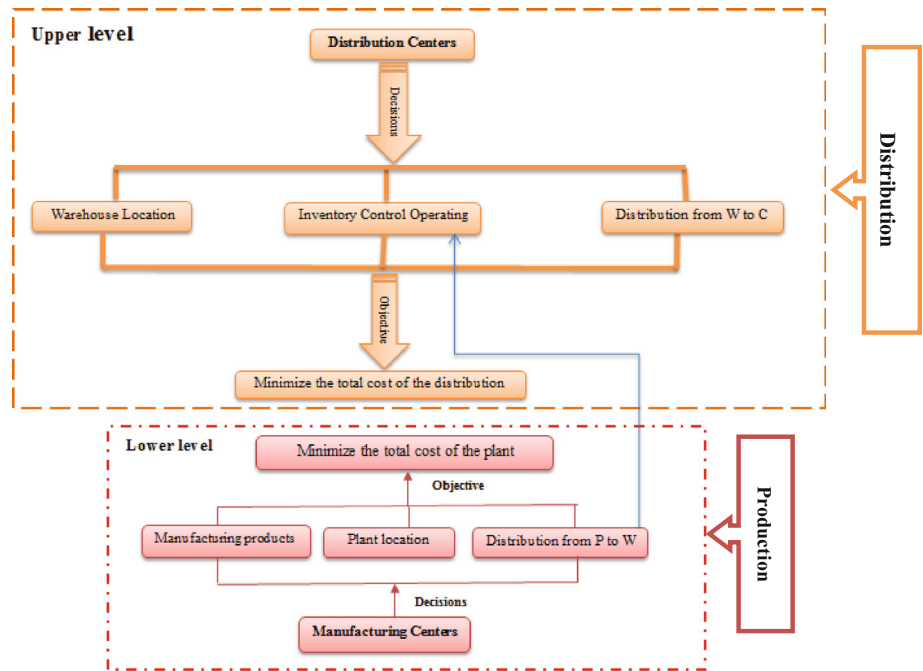 Upper level
Distribution Centers
Decisions
Warehouse Location
Inventory Control Operating
Distribution from W to C
Objective
Minimize the total cost of the distribution
Distribution
Lower level
Minimize the total cost of the plant
Objective
Manufacturing products
Plant location
Distribution from P to W
Decisions
Manufacturing Centers
Production